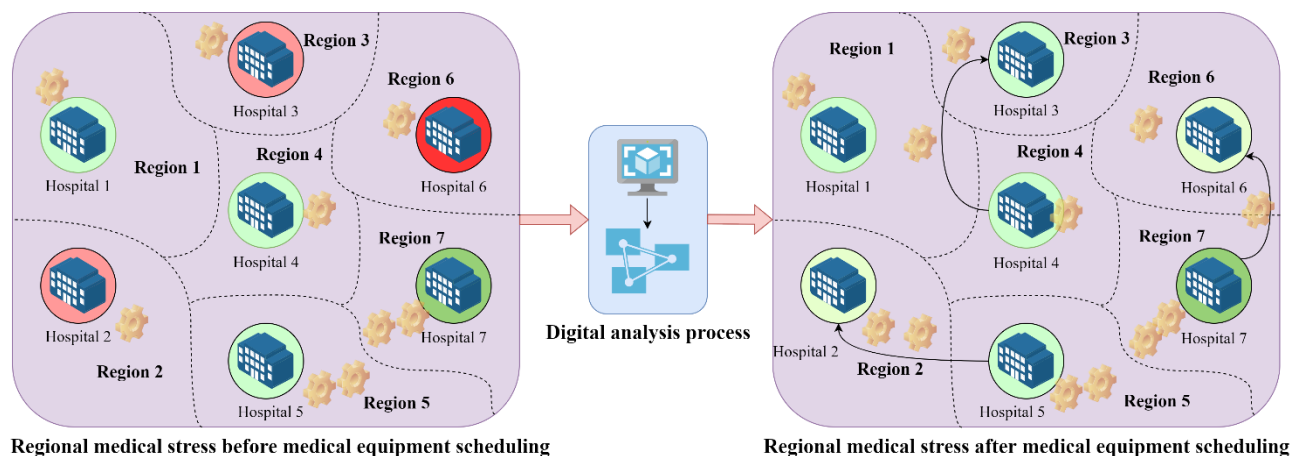 Region 3
Hospital 3
Region 6
Hospital 1
Region 1
Region 4
Hospital 6
Hospital 4
Region 7
Hospital 2
Hospital 7
Region 2
Hospital 5
Region 5
Regional medical stress before medical equipment scheduling
Digital analysis process
Region 1
Region 3
Hospital 3
Region 6
Hospital 1
Region 4
Hospital 6
Hospital 4
Region 7
Hospital 2
Hospital 7
Region 2
Hospital 5
Region 5
Regional medical stress after medical equipment scheduling